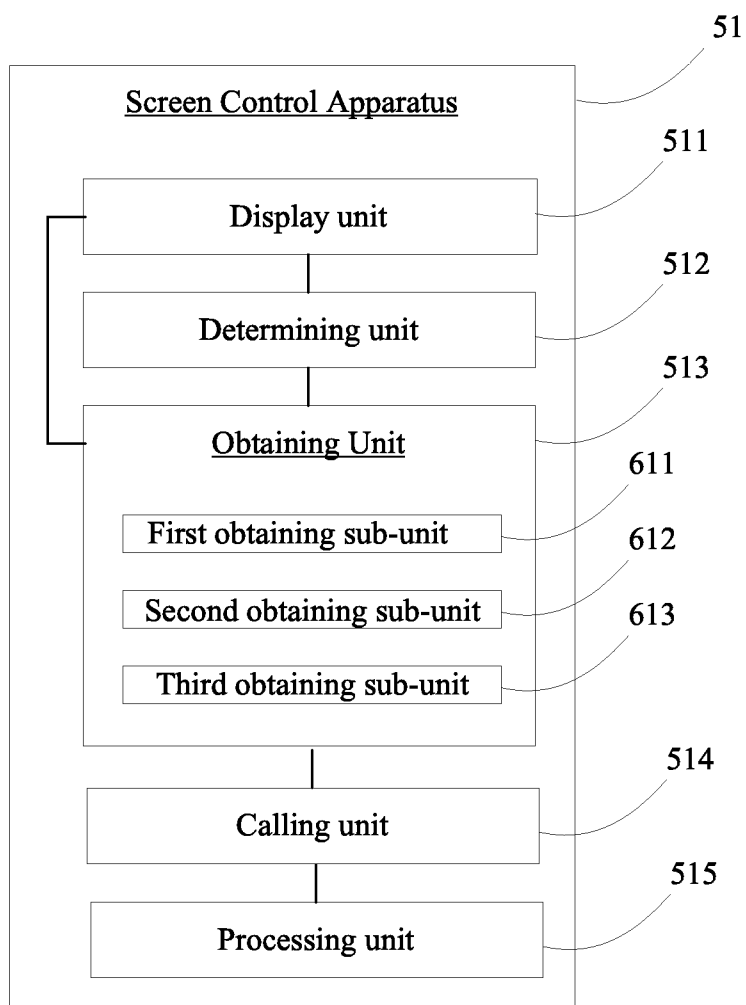 51
Screen Control Apparatus
511
Display unit
512
Determining unit
513
Obtaining Unit
611
First obtaining sub-unit
612
Second obtaining sub-unit
613
Third obtaining sub-unit
514
Calling unit
515
Processing unit